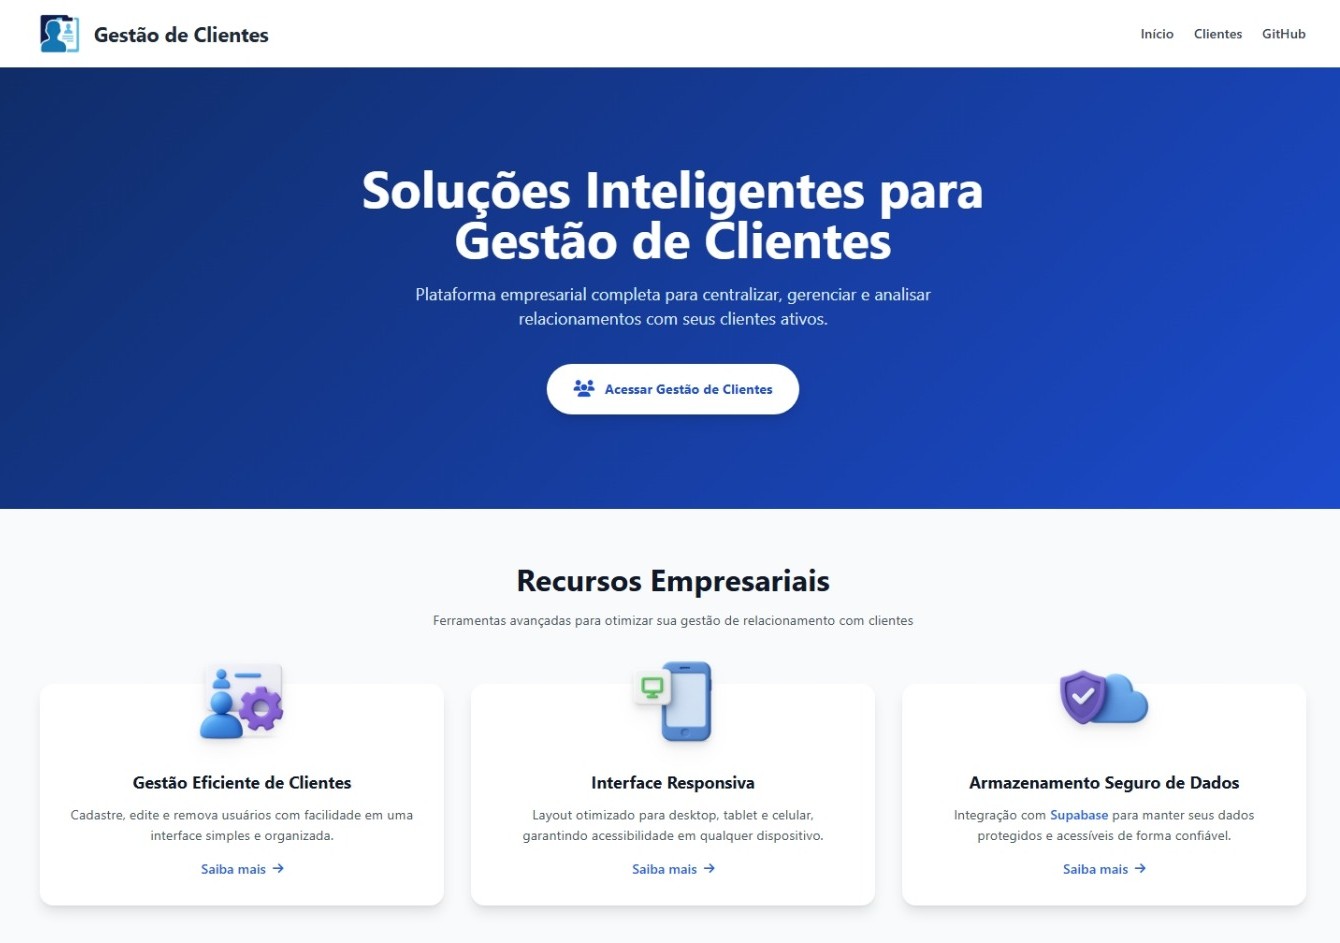 Gestão de Clientes
Início
Clientes
GitHub
Soluções Inteligentes para
Gestão de Clientes
Plataforma empresarial completa para centralizar, gerenciar e analisar
relacionamentos com seus clientes ativos.
Acessar Gestão de Clientes
Recursos Empresariais
Ferramentas avançadas para otimizar sua gestão de relacionamento com clientes
Gestão Eficiente de Clientes
Cadastre, edite e remova usuários com facilidade em uma
interface simples e organizada.
Saiba mais →
Interface Responsiva
Layout otimizado para desktop, tablet e celular,
garantindo acessibilidade em qualquer dispositivo.
Saiba mais →
Armazenamento Seguro de Dados
Integração com Supabase para manter seus dados
protegidos e acessíveis de forma confiável.
Saiba mais →